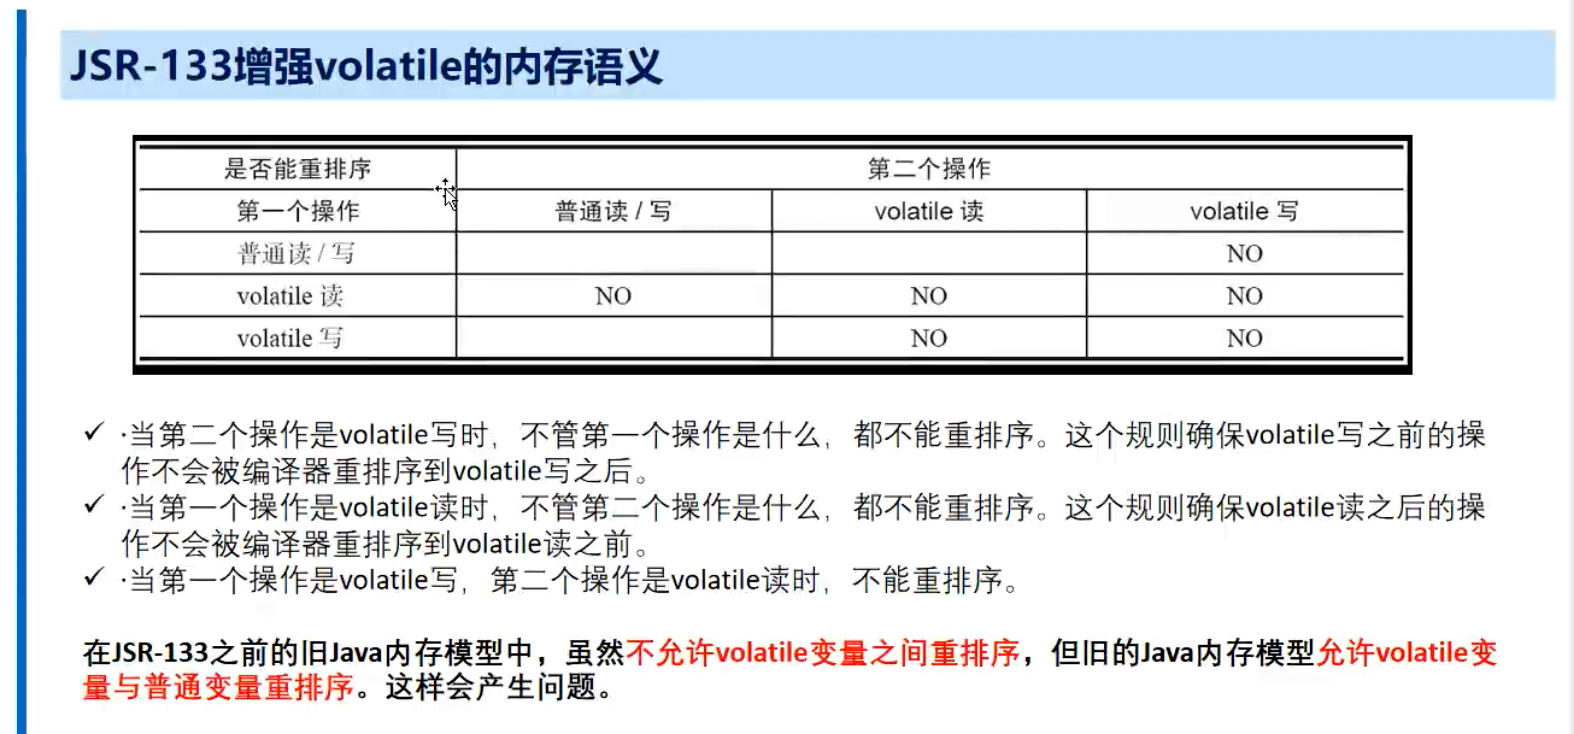 JSR-133增强volatile的内存语义
是否能重排序 第二个操作
第一个操作 普通读 / 写 volatile 读 volatile 写
普通读 / 写 NO
volatile 读 NO NO NO
volatile 写 NO NO
✓ ·当第二个操作是volatile写时，不管第一个操作是什么，都不能重排序。这个规则确保volatile写之前的操
作不会被编译器重排序到volatile写之后。
✓ ·当第一个操作是volatile读时，不管第二个操作是什么，都不能重排序。这个规则确保volatile读之后的操
作不会被编译器重排序到volatile读之前。
✓ ·当第一个操作是volatile写，第二个操作是volatile读时，不能重排序。
在JSR-133之前的旧Java内存模型中，虽然不允许volatile变量之间重排序，但旧的Java内存模型允许volatile变
量与普通变量重排序。这样会产生问题。